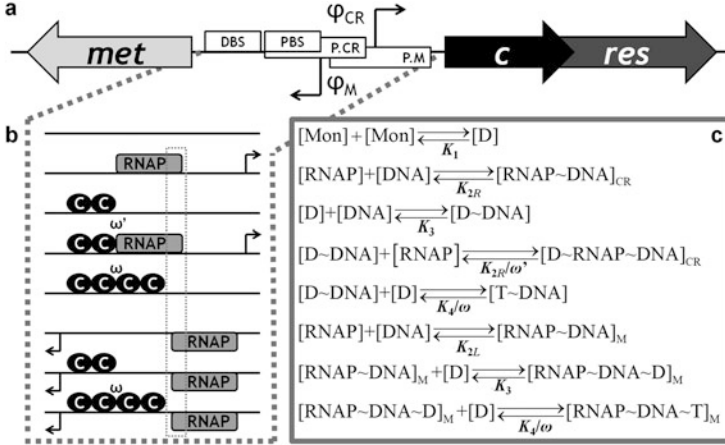 a
φCR
DBS
PBS
P.CR
P.M
met
c
res
φM
b
RNAP
C C
ω'
C C RNAP
ω
C C C C
RNAP
C C
RNAP
ω
C C C C
RNAP
c
[Mon]+[Mon] ⇌ [D]
K1
[RNAP]+[DNA] ⇌ [RNAP~DNA]CR
K2R
[D]+[DNA] ⇌ [D~DNA]
K3
[D~DNA]+[RNAP] ⇌ [D~RNAP~DNA]CR
K2R/ω'
[D~DNA]+[D] ⇌ [T~DNA]
K4/ω
[RNAP]+[DNA] ⇌ [RNAP~DNA]M
K2L
[RNAP~DNA]M+[D] ⇌ [RNAP~DNA~D]M
K3
[RNAP~DNA~D]M+[D] ⇌ [RNAP~DNA~T]M
K4/ω